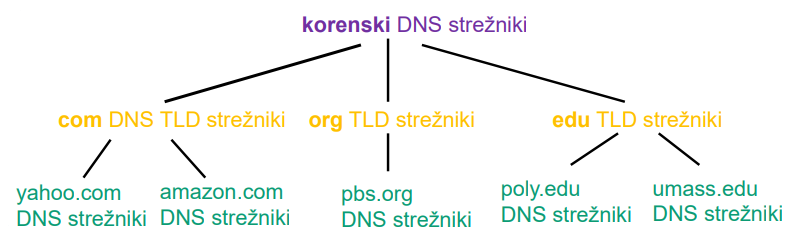 korenski DNS strežniki
com DNS TLD strežniki org TLD strežniki edu TLD strežniki
yahoo.com amazon.com pbs.org poly.edu umass.edu
DNS strežniki DNS strežniki DNS strežniki DNS strežniki DNS strežniki